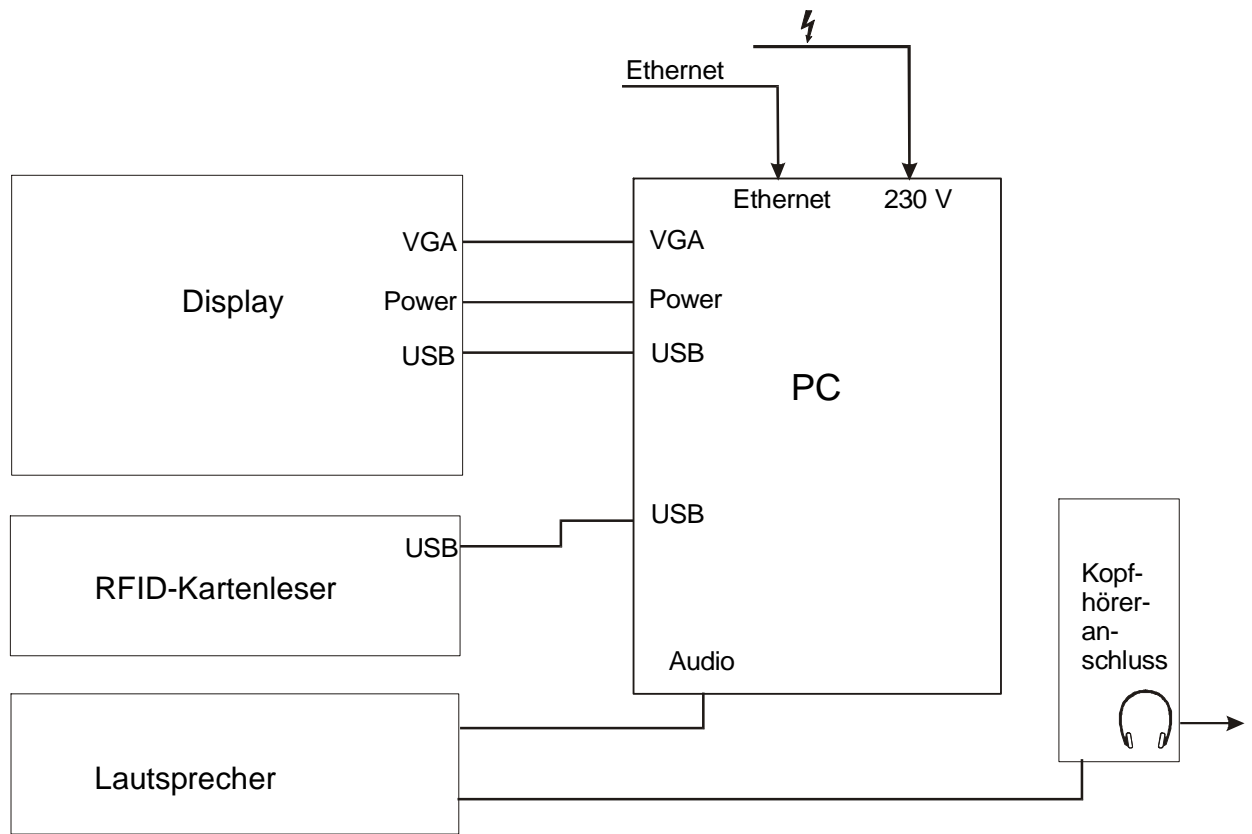 Ethernet
Ethernet 230 V
VGA VGA
Display Power Power
USB USB
PC
USB USB
RFID-Kartenleser
Kopf-
hörer-
an-
schluss
Audio
Lautsprecher